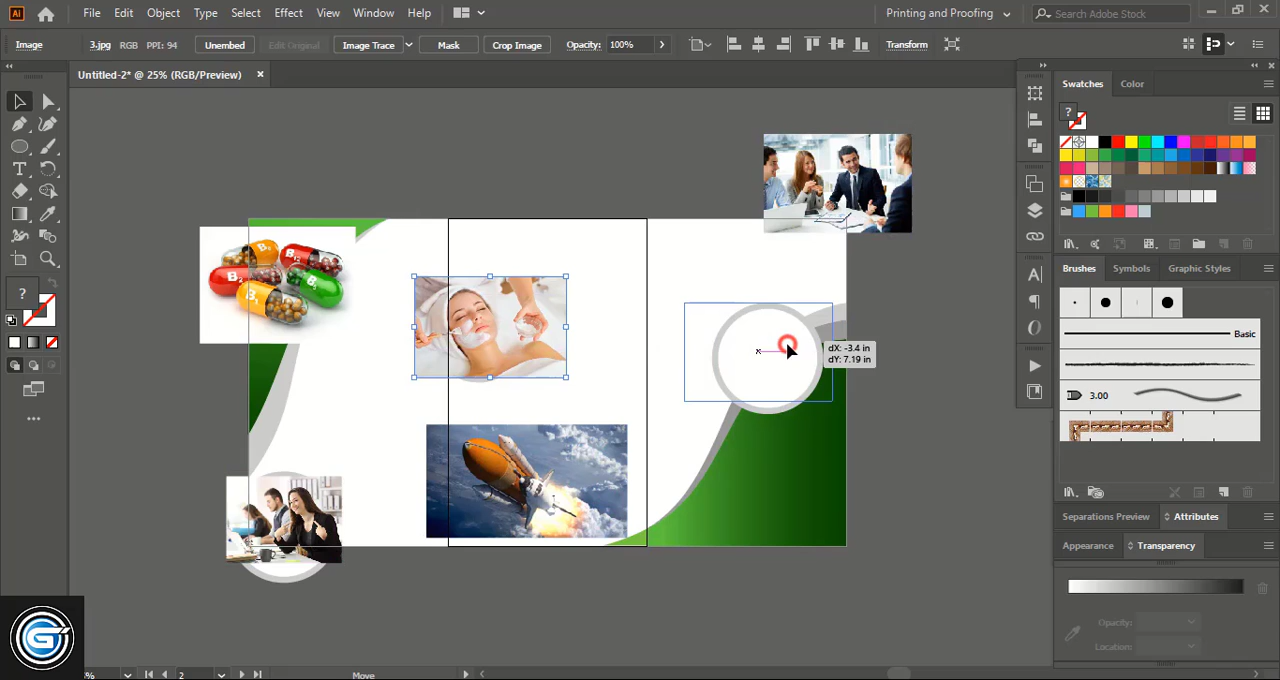 Ai File Edit Object Type Select Effect View Window Help Printing and Proofing Search Adobe Stock
Image 3.jpg RGB PPI: 94 Unembed Edit Original Image Trace Mask Crop Image Opacity: 100% Transform
Untitled-2* @ 25% (RGB/Preview)
Swatches Color
Brushes Symbols Graphic Styles
Basic
3.00
dX: -3.4 in
dY: 7.19 in
Separations Preview Attributes
Appearance Transparency
Opacity:
Location:
% 2 Move